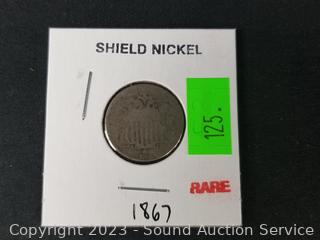 SHIELD NICKEL
125.
RARE
1867
Copyright 2023 - Sound Auction Service